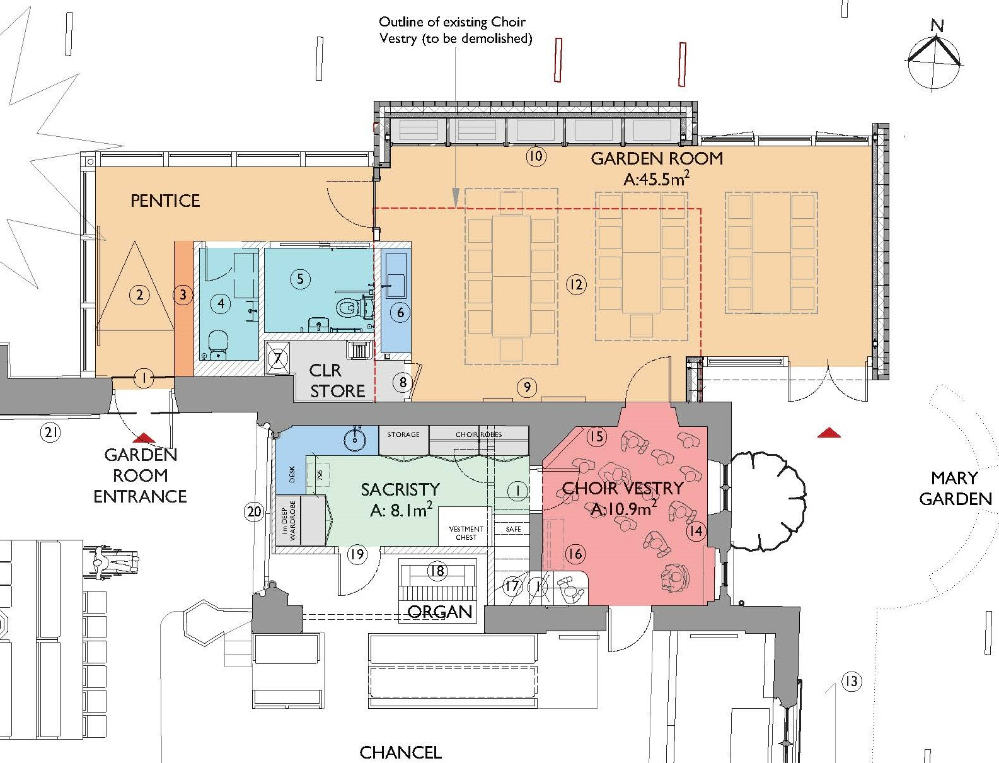 Outline of existing Choir
Vestry (to be demolished)
N
10
GARDEN ROOM
A:45.5m²
PENTICE
2
3
4
5
6
12
7
CLR
STORE
8
9
1
21
GARDEN
ROOM
ENTRANCE
STORAGE
CHOIR ROBES
15
DESK
795
SACRISTY
A: 8.1m²
1
CHOIR VESTRY
A:10.9m²
MARY
GARDEN
20
1m DEEP
WARDROBE
VESTMENT
CHEST
SAFE
14
19
16
18
17
1
ORGAN
13
CHANCEL